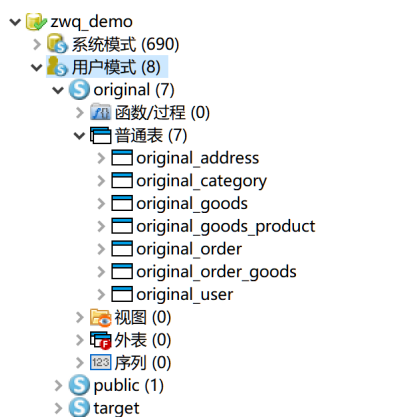 zwq_demo
系统模式 (690)
用户模式 (8)
original (7)
函数/过程 (0)
普通表 (7)
original_address
original_category
original_goods
original_goods_product
original_order
original_order_goods
original_user
视图 (0)
外表 (0)
序列 (0)
public (1)
target